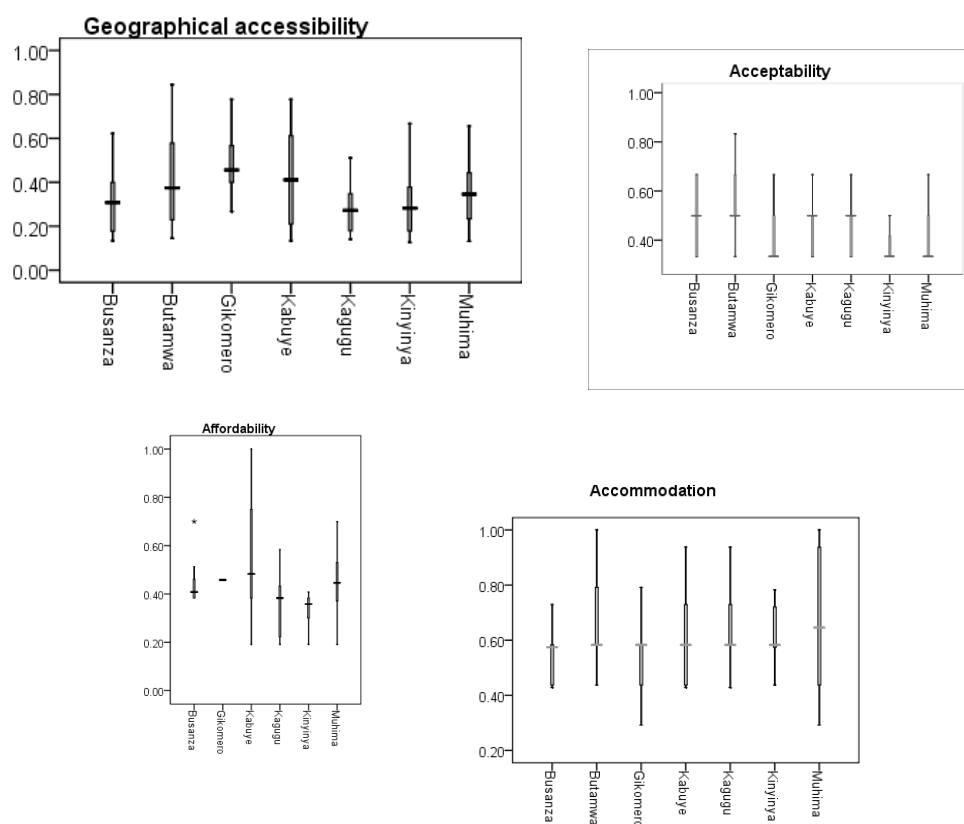 Geographical accessibility
1.00
0.80
0.60
0.40
0.20
0.00
Busanza
Butamwa
Gikomero
Kabuye
Kagugu
Kinyinya
Muhima
Acceptability
1.00
0.80
0.60
0.40
Busanza
Butamwa
Gikomero
Kabuye
Kagugu
Kinyinya
Muhima
Affordability
1.00
0.80
0.60
0.40
0.20
0.00
*
Busanza
Gikomero
Kabuye
Kagugu
Kinyinya
Muhima
Accommodation
1.00
0.80
0.60
0.40
0.20
Busanza
Butamwa
Gikomero
Kabuye
Kagugu
Kinyinya
Muhima